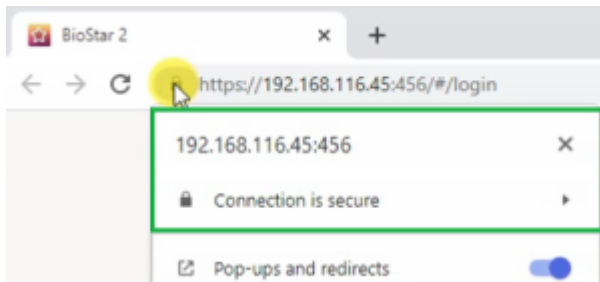 BioStar 2
https://192.168.116.45:456/#/login
192.168.116.45:456
Connection is secure
Pop-ups and redirects